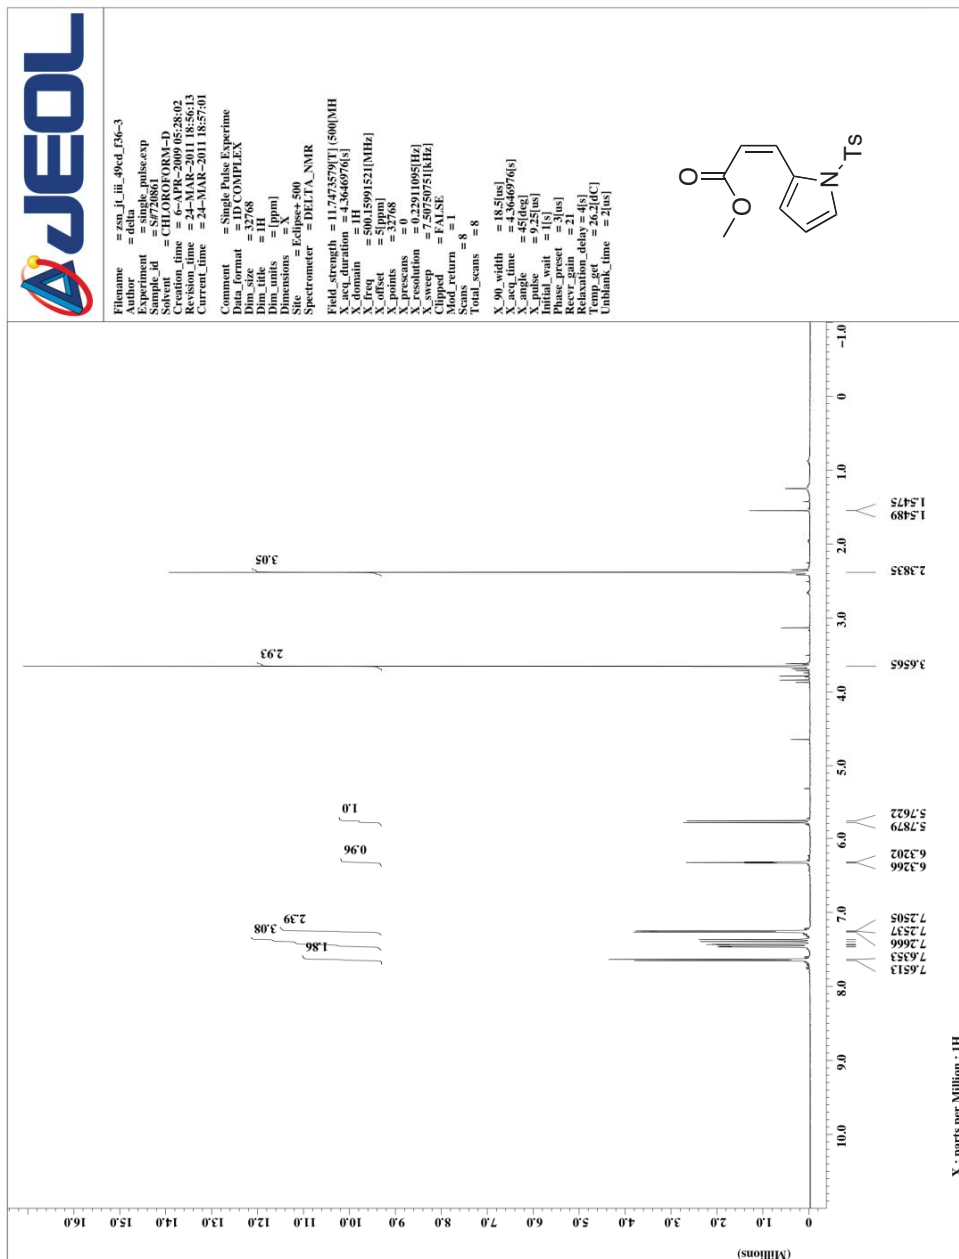 JEOL
Filename = zsn_jt_iii_49cd_f36-3
Author = delta
Experiment = single_pulse.exp
Sample_id = S#720861
Solvent = CHLOROFORM-D
Creation_time = 6-APR-2009 05:28:02
Revision_time = 24-MAR-2011 18:56:13
Current_time = 24-MAR-2011 18:57:01
Comment = Single Pulse Experime
Data_format = 1D COMPLEX
Dim_size = 32768
Dim_title = 1H
Dim_units = [ppm]
Dimensions = X
Site = Eclipse+ 500
Spectrometer = DELTA_NMR
Field_strength = 11.7473579[T] (500[MH
X_acq_duration = 4.3646976[s]
X_domain = 1H
X_freq = 500.15991521[MHz]
X_offset = 5[ppm]
X_points = 32768
X_prescans = 0
X_resolution = 0.22911095[Hz]
X_sweep = 7.50750751[kHz]
Clipped = FALSE
Mod_return = 1
Scans = 8
Total_scans = 8
X_90_width = 18.5[us]
X_acq_time = 4.3646976[s]
X_angle = 45[deg]
X_pulse = 9.25[us]
Initial_wait = 1[s]
Phase_preset = 3[us]
Recvr_gain = 21
Relaxation_delay = 4[s]
Temp_get = 26.2[dC]
Unblank_time = 2[us]
O
O
N
Ts
3.05
2.93
1.0
0.96
2.39
3.08
1.86
(Millions)
16.0 15.0 14.0 13.0 12.0 11.0 10.0 9.0 8.0 7.0 6.0 5.0 4.0 3.0 2.0 1.0 0
10.0 9.0 8.0 7.0 6.0 5.0 4.0 3.0 2.0 1.0 0 -1.0
7.6513
7.6353
7.2666
7.2537
7.2505
6.3266
6.3202
5.7879
5.7622
3.6565
2.3835
1.5489
1.5475
X : parts per Million : 1H